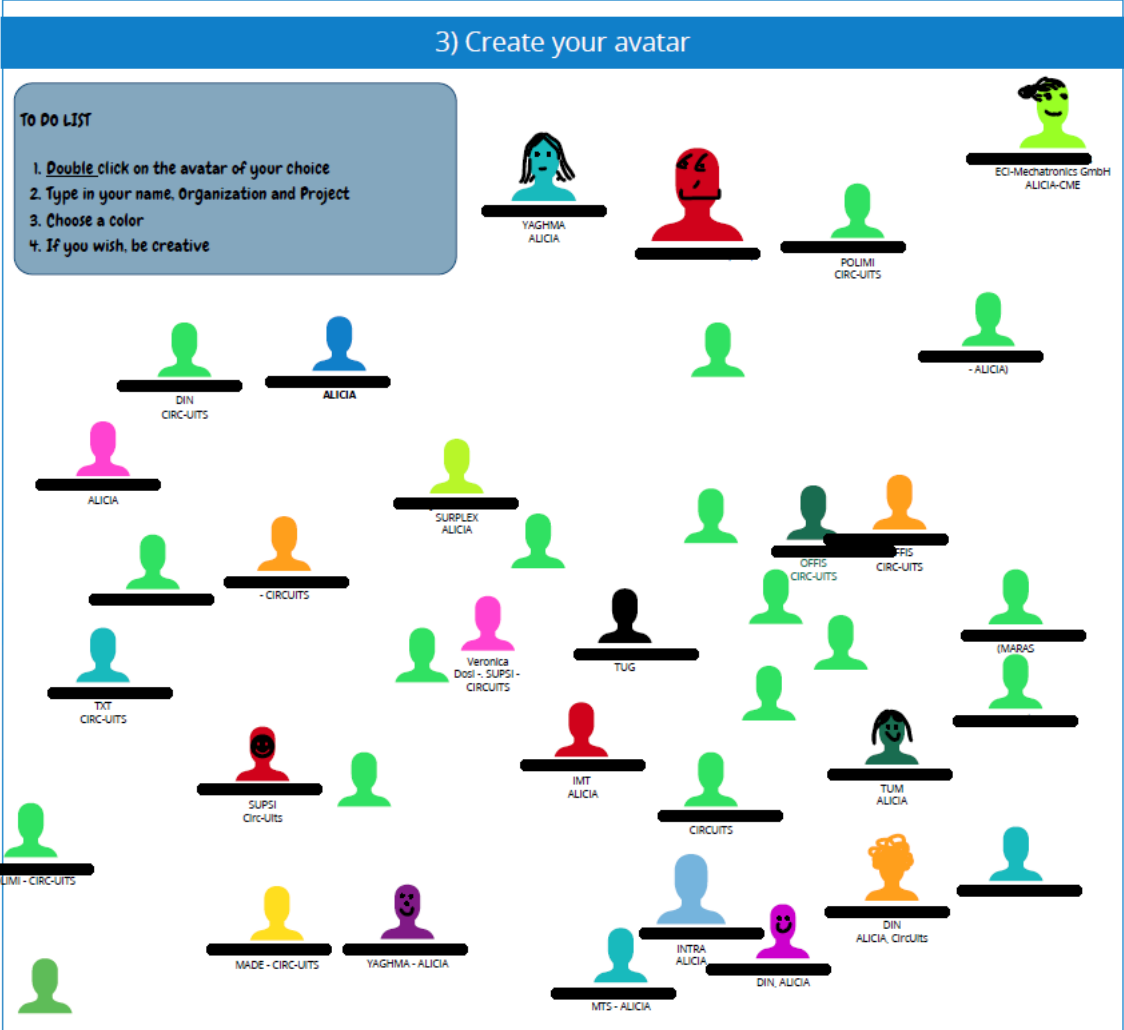 3) Create your avatar
TO DO LIST
1. Double click on the avatar of your choice
2. Type in your name, Organization and Project
3. Choose a color
4. If you wish, be creative
ECI-Mechatronics GmbH
ALICIA-CME
YAGHMA
ALICIA
POLIMI
CIRC-UITS
- ALICIA)
DIN
CIRC-UITS
ALICIA
ALICIA
SURPLEX
ALICIA
OFFIS
CIRC-UITS
FFIS
CIRC-UITS
- CIRCUITS
Veronica
Dosi -, SUPSI -
CIRCUITS
TUG
(MARAS
TXT
CIRC-UITS
SUPSI
Circ-UIts
IMT
ALICIA
TUM
ALICIA
CIRCUITS
LIMI - CIRC-UITS
DIN
ALICIA, CircUIts
MADE - CIRC-UITS
YAGHMA - ALICIA
INTRA
ALICIA
DIN, ALICIA
MTS - ALICIA